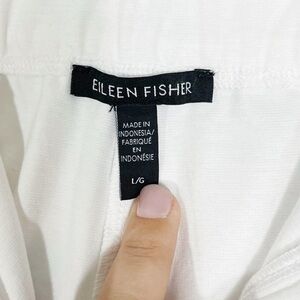 EILEEN FISHER
MADE IN
INDONESIA/
FABRIQUÉ
EN
INDONÉSIE
L/G